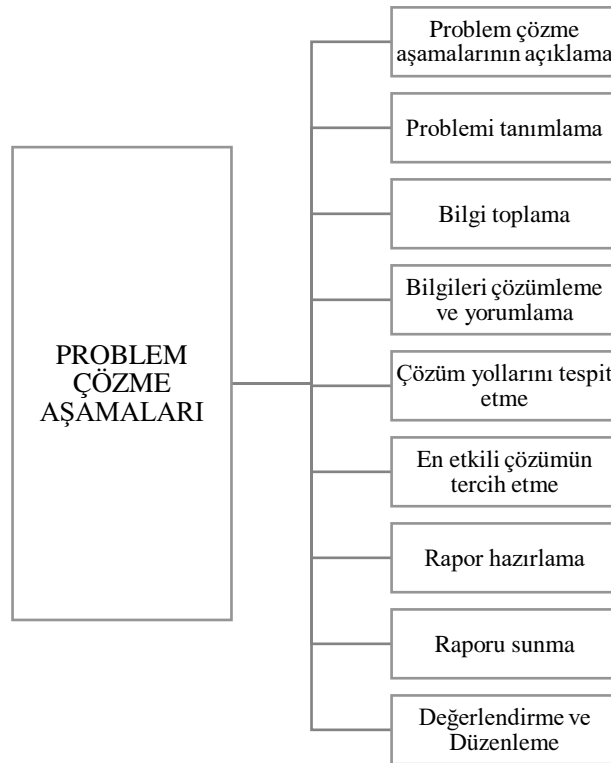 PROBLEM
ÇÖZME
AŞAMALARI
Problem çözme
aşamalarının açıklama
Problemi tanımlama
Bilgi toplama
Bilgileri çözümleme
ve yorumlama
Çözüm yollarını tespit
etme
En etkili çözümün
tercih etme
Rapor hazırlama
Raporu sunma
Değerlendirme ve
Düzenleme